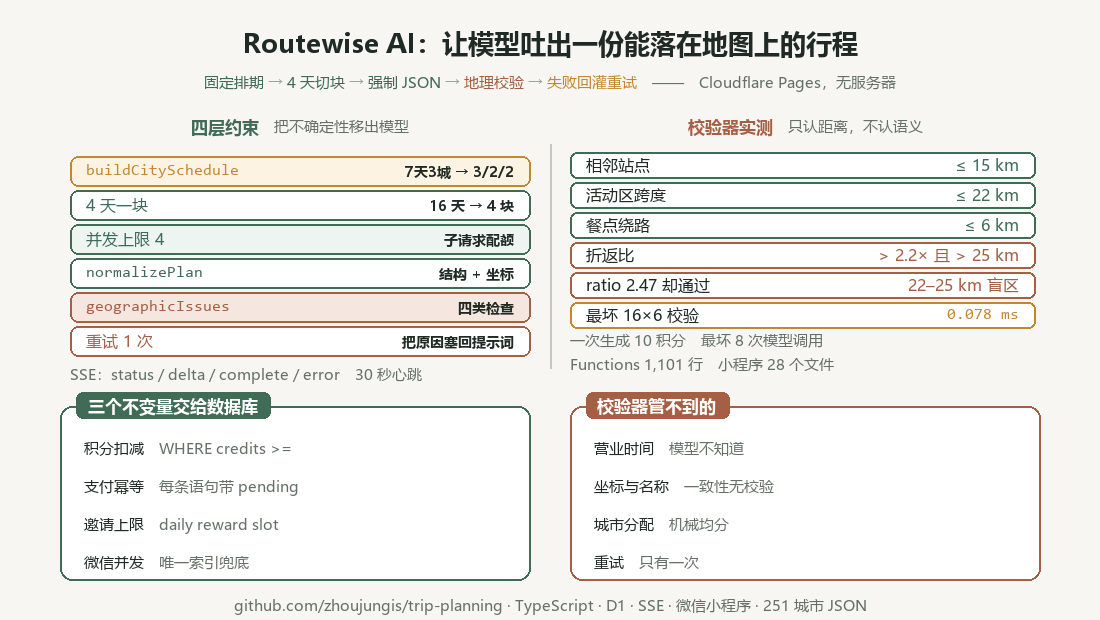 Routewise AI：让模型吐出一份能落在地图上的行程
固定排期 → 4 天切块 → 强制 JSON → 地理校验 → 失败回灌重试 —— Cloudflare Pages，无服务器
四层约束 把不确定性移出模型
buildCitySchedule 7天3城 → 3/2/2
4 天一块 16 天 → 4 块
并发上限 4 子请求配额
normalizePlan 结构 + 坐标
geographicIssues 四类检查
重试 1 次 把原因塞回提示词
SSE：status / delta / complete / error 30 秒心跳
校验器实测 只认距离，不认语义
相邻站点 ≤ 15 km
活动区跨度 ≤ 22 km
餐点绕路 ≤ 6 km
折返比 > 2.2× 且 > 25 km
ratio 2.47 却通过 22–25 km 盲区
最坏 16×6 校验 0.078 ms
一次生成 10 积分 最坏 8 次模型调用
Functions 1,101 行 小程序 28 个文件
三个不变量交给数据库
积分扣减 WHERE credits >=
支付幂等 每条语句带 pending
邀请上限 daily reward slot
微信并发 唯一索引兜底
校验器管不到的
营业时间 模型不知道
坐标与名称 一致性无校验
城市分配 机械均分
重试 只有一次
github.com/zhoujungis/trip-planning · TypeScript · D1 · SSE · 微信小程序 · 251 城市 JSON